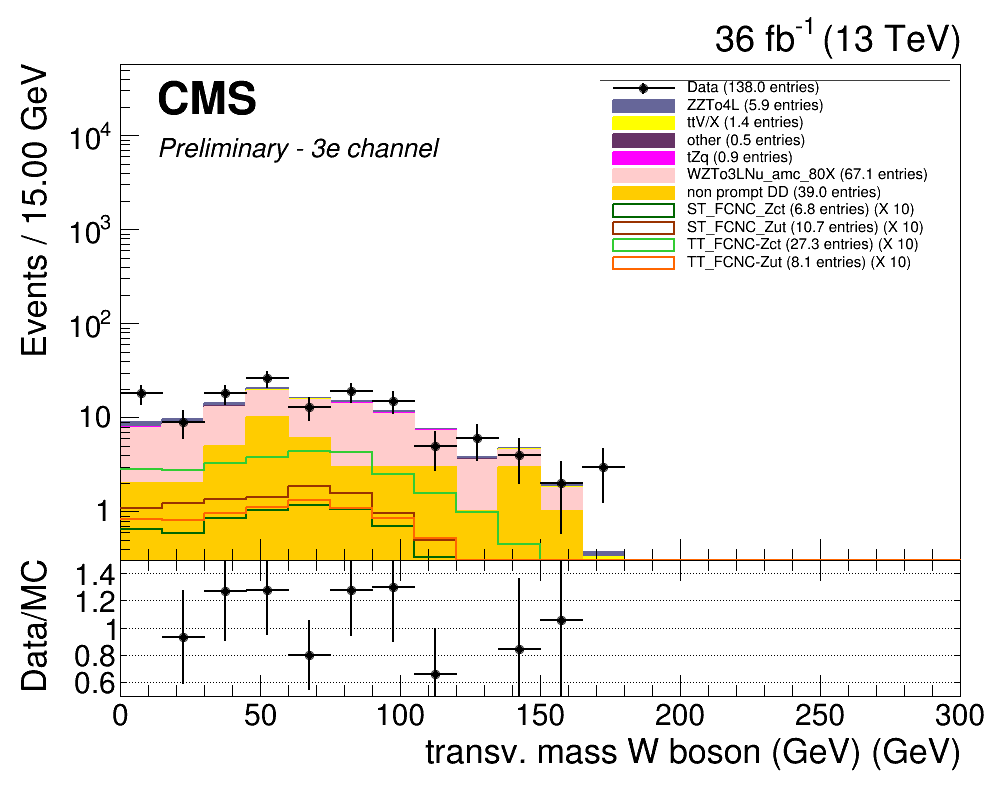 36 fb-1 (13 TeV)
CMS
Preliminary - 3e channel
Data (138.0 entries)
ZZTo4L (5.9 entries)
ttV/X (1.4 entries)
other (0.5 entries)
tZq (0.9 entries)
WZTo3LNu_amc_80X (67.1 entries)
non prompt DD (39.0 entries)
ST_FCNC_Zct (6.8 entries) (X 10)
ST_FCNC_Zut (10.7 entries) (X 10)
TT_FCNC-Zct (27.3 entries) (X 10)
TT_FCNC-Zut (8.1 entries) (X 10)
Events / 15.00 GeV
10^4
10^3
10^2
10
1
Data/MC
1.4
1.2
1
0.8
0.6
0 50 100 150 200 250 300
transv. mass W boson (GeV) (GeV)